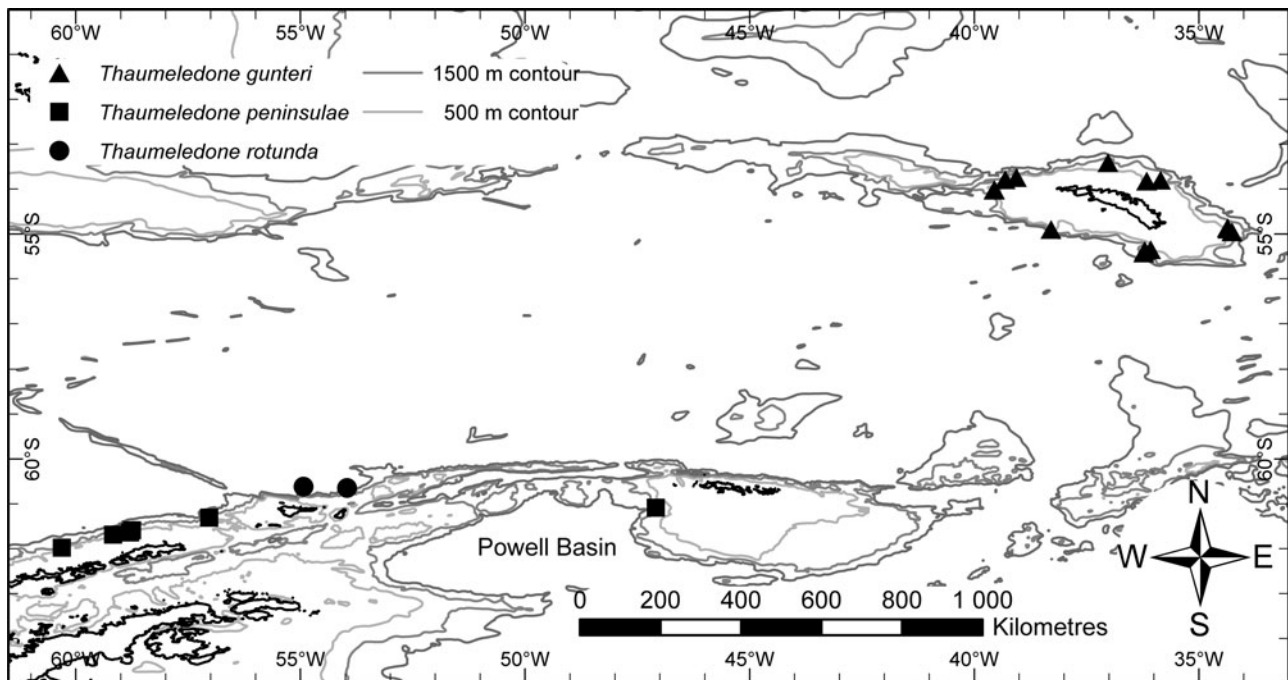 60°W 55°W 50°W 45°W 40°W 35°W
Thaumeledone gunteri 1500 m contour
Thaumeledone peninsulae 500 m contour
Thaumeledone rotunda
55°S 55°S
60°S 60°S
Powell Basin
N
W E
S
0 200 400 600 800 1 000
Kilometres
60°W 55°W 50°W 45°W 40°W 35°W